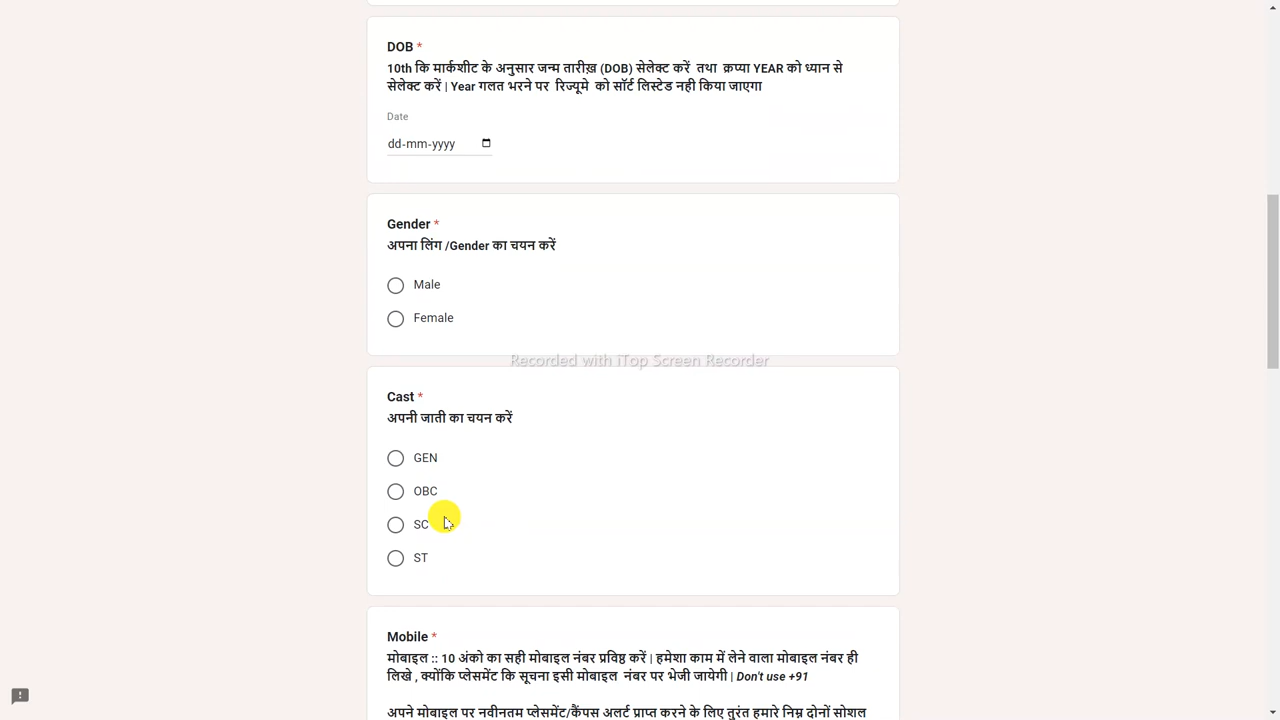 DOB *
10th कि मार्कशीट के अनुसार जन्म तारीख़ (DOB) सेलेक्ट करें तथा क्रप्या YEAR को ध्यान से
सेलेक्ट करें | Year गलत भरने पर रिज्यूमे को सॉर्ट लिस्टेड नही किया जाएगा
Date
dd-mm-yyyy
Gender *
अपना लिंग /Gender का चयन करें
Male
Female
Recorded with iTop Screen Recorder
Cast *
अपनी जाती का चयन करें
GEN
OBC
SC
ST
Mobile *
मोबाइल :: 10 अंको का सही मोबाइल नंबर प्रविष्ठ करें | हमेशा काम में लेने वाला मोबाइल नंबर ही
लिखे , क्योंकि प्लेसमेंट कि सूचना इसी मोबाइल नंबर पर भेजी जायेगी | Don't use +91
अपने मोबाइल पर नवीनतम प्लेसमेंट/कैंपस अलर्ट प्राप्त करने के लिए तुरंत हमारे निम्न दोनों सोशल